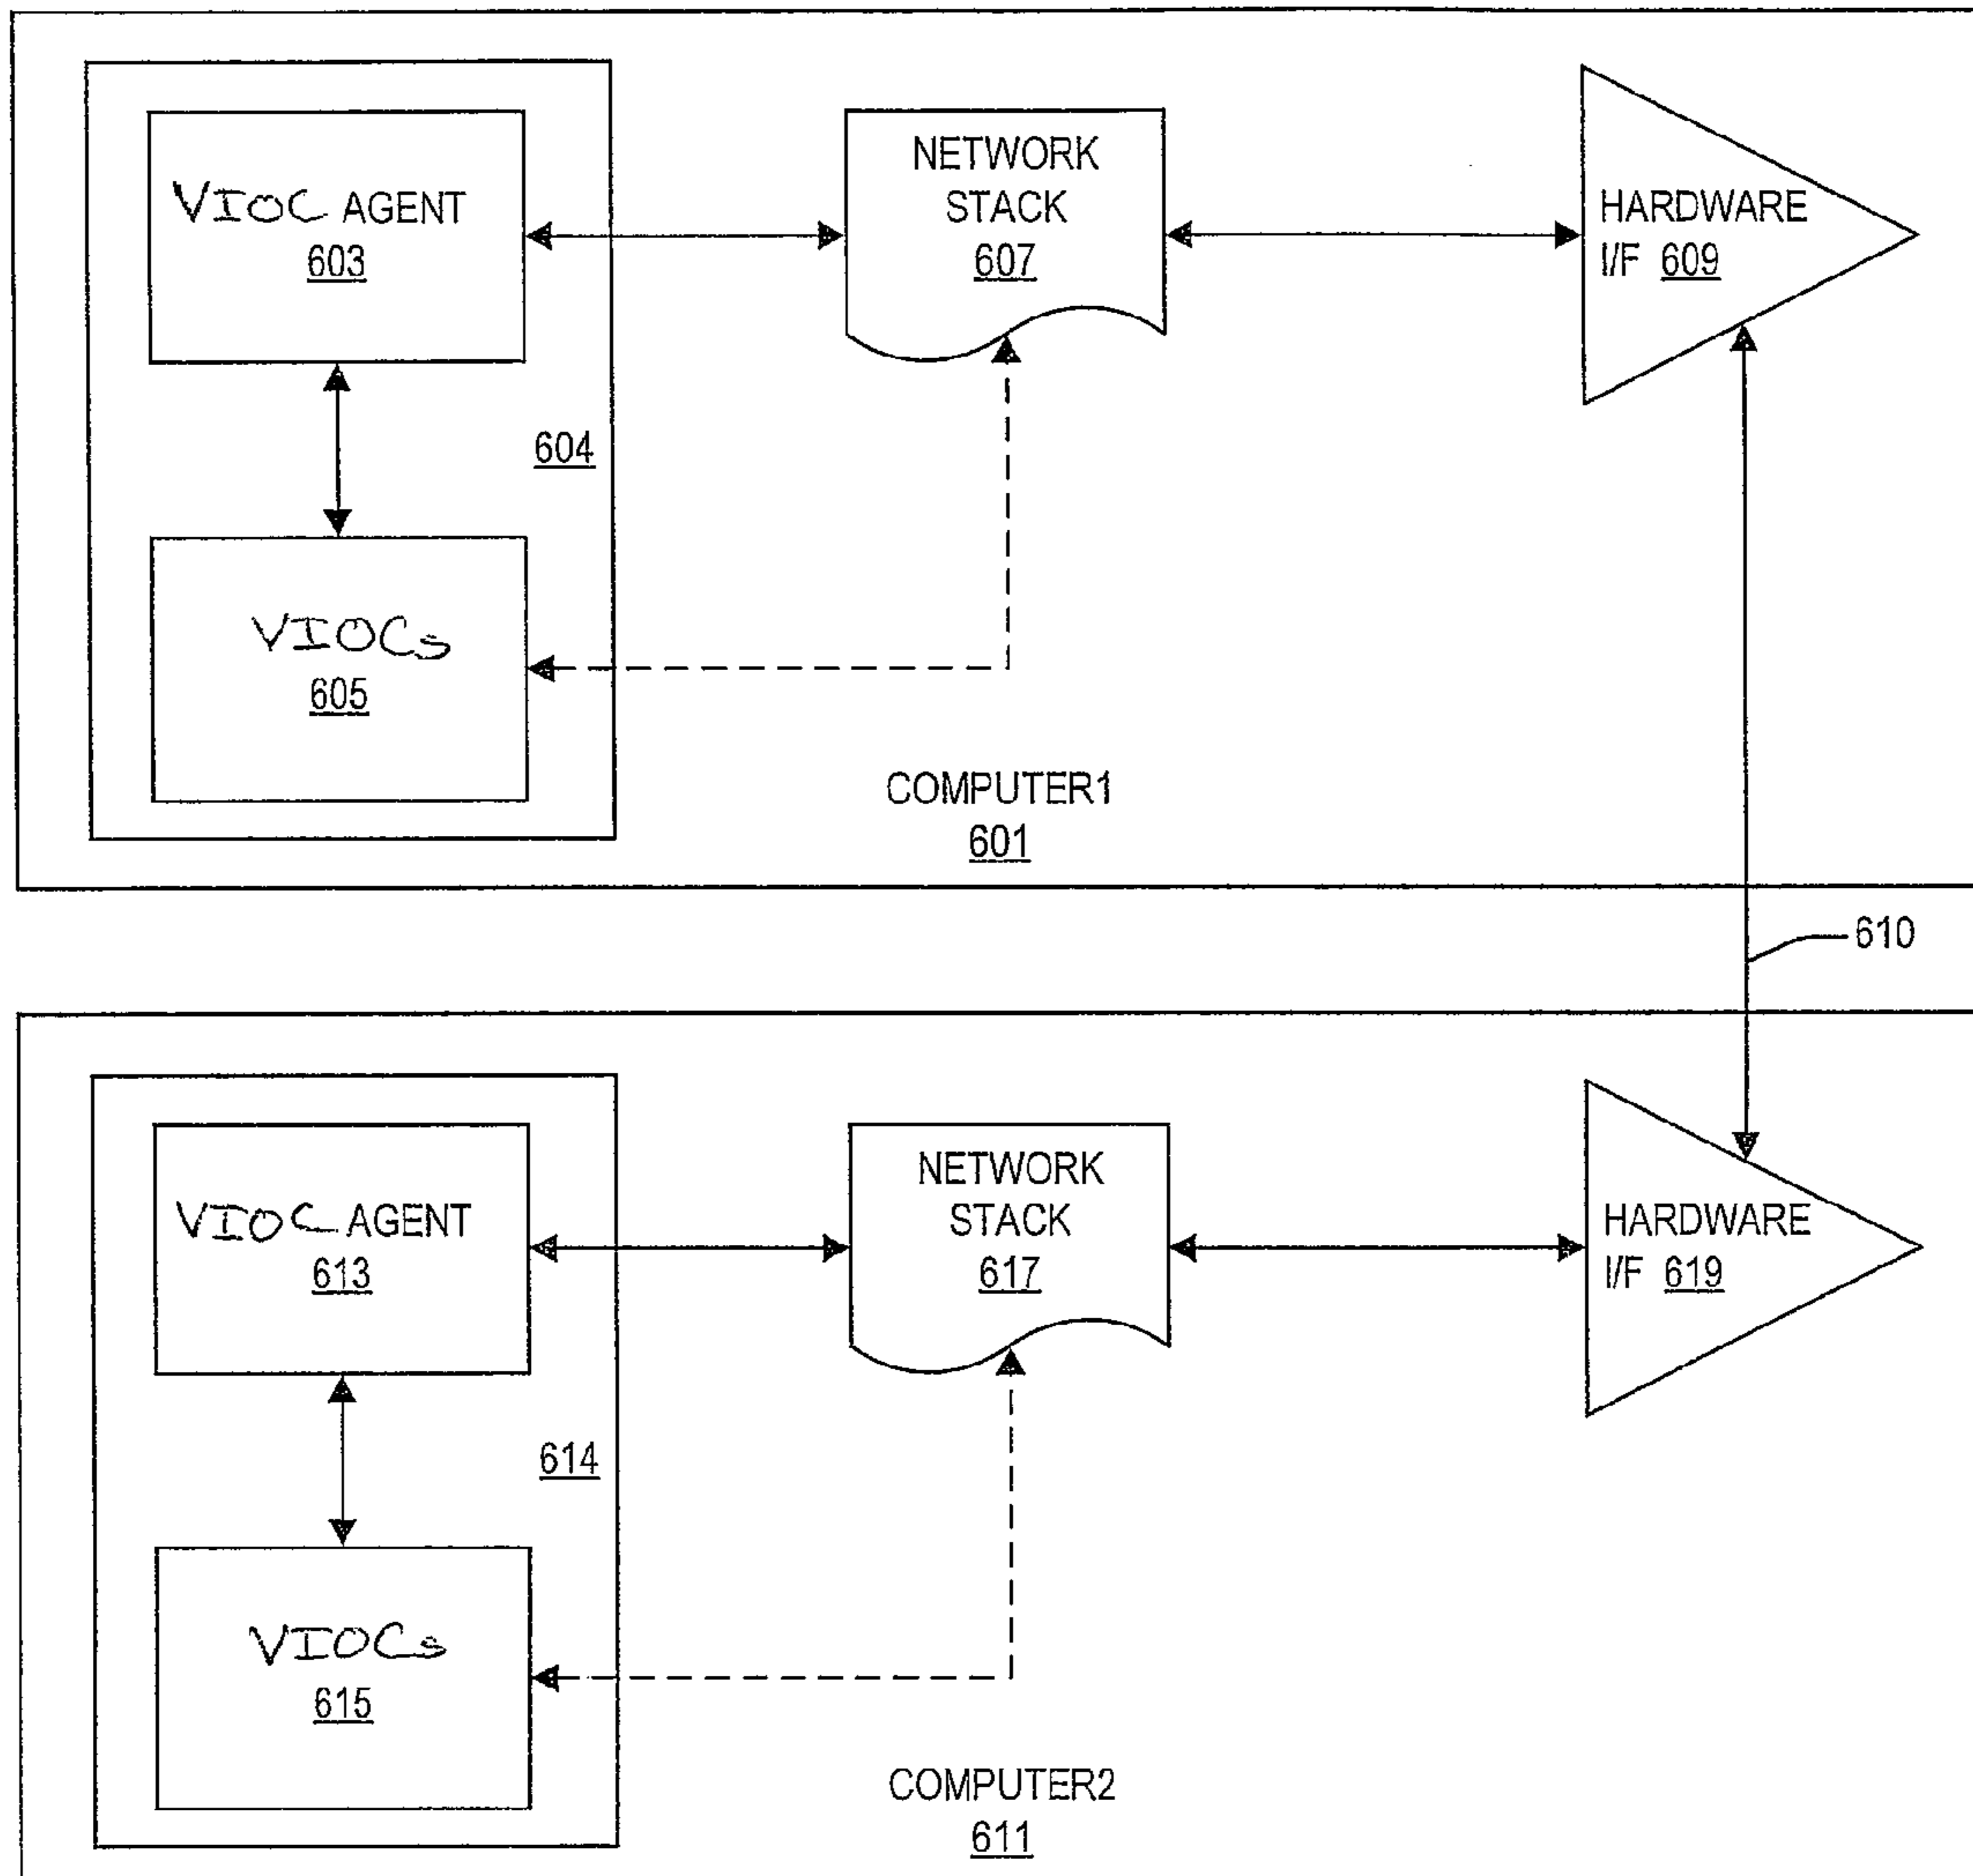 VIOC AGENT
603
NETWORK
STACK
607
HARDWARE
I/F 609
604
VIOCs
605
COMPUTER1
601
610
VIOC AGENT
613
NETWORK
STACK
617
HARDWARE
I/F 619
614
VIOCs
615
COMPUTER2
611